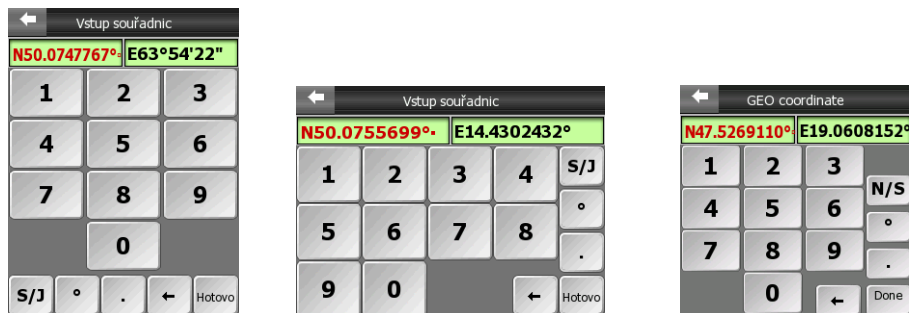 Vstup souřadnic
N50.0747767° E63°54'22"
1 2 3
4 5 6
7 8 9
0
S/J ° . ← Hotovo
Vstup souřadnic
N50.0755699° E14.4302432°
1 2 3 4 S/J
5 6 7 8 °
.
9 0 ← Hotovo
GEO coordinate
N47.5269110° E19.0608152°
1 2 3
N/S
4 5 6
°
7 8 9
.
0 ← Done